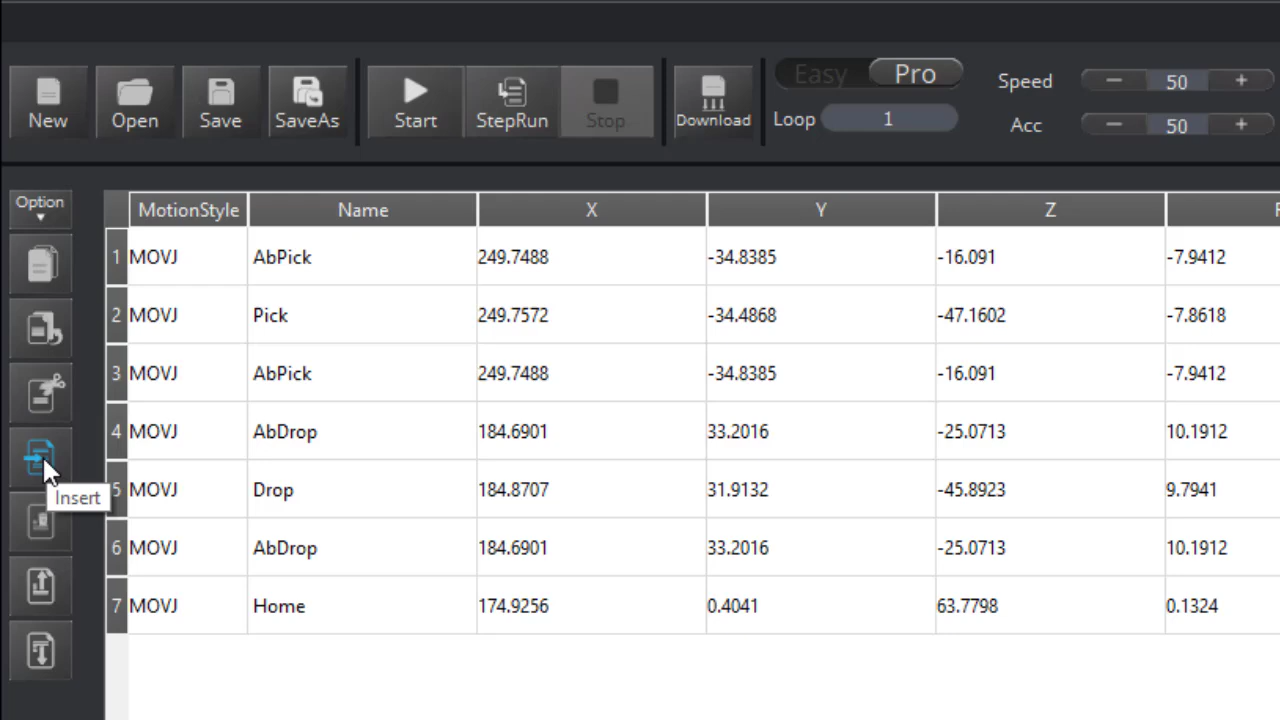 New Open Save SaveAs Start StepRun Stop Download
Easy Pro
Loop 1
Speed − 50 +
Acc − 50 +
Option
MotionStyle Name X Y Z
1 MOVJ AbPick 249.7488 -34.8385 -16.091 -7.9412
2 MOVJ Pick 249.7572 -34.4868 -47.1602 -7.8618
3 MOVJ AbPick 249.7488 -34.8385 -16.091 -7.9412
4 MOVJ AbDrop 184.6901 33.2016 -25.0713 10.1912
5 MOVJ Drop 184.8707 31.9132 -45.8923 9.7941
Insert
6 MOVJ AbDrop 184.6901 33.2016 -25.0713 10.1912
7 MOVJ Home 174.9256 0.4041 63.7798 0.1324